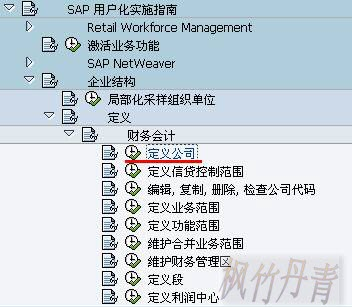 SAP 用户化实施指南
Retail Workforce Management
激活业务功能
SAP NetWeaver
企业结构
局部化采样组织单位
定义
财务会计
定义公司
定义信贷控制范围
编辑, 复制, 删除, 检查公司代码
定义业务范围
定义功能范围
维护合并业务范围
维护财务管理区
定义段
定义利润中心
枫竹丹青